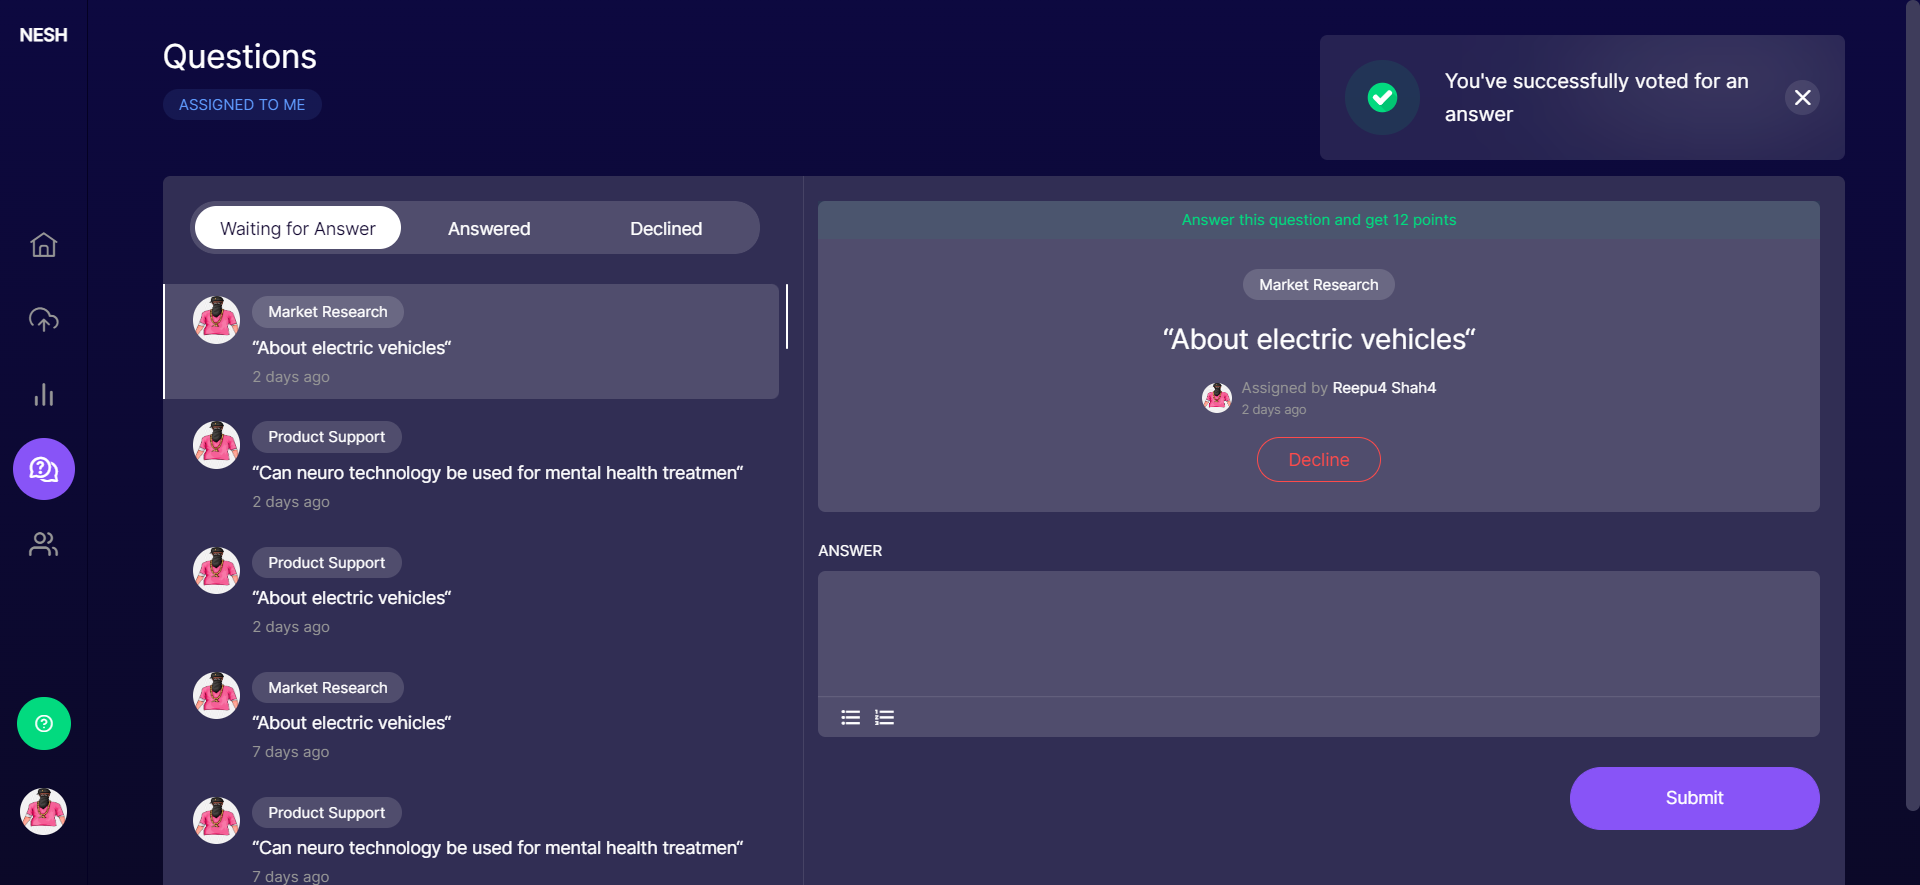 NESH
Questions
ASSIGNED TO ME
You've successfully voted for an
answer
Waiting for Answer
Answered
Declined
Market Research
“About electric vehicles“
2 days ago
Product Support
“Can neuro technology be used for mental health treatmen“
2 days ago
Product Support
“About electric vehicles“
2 days ago
Market Research
“About electric vehicles“
7 days ago
Product Support
“Can neuro technology be used for mental health treatmen“
7 days ago
Answer this question and get 12 points
Market Research
“About electric vehicles“
Assigned by Reepu4 Shah4
2 days ago
Decline
ANSWER
Submit